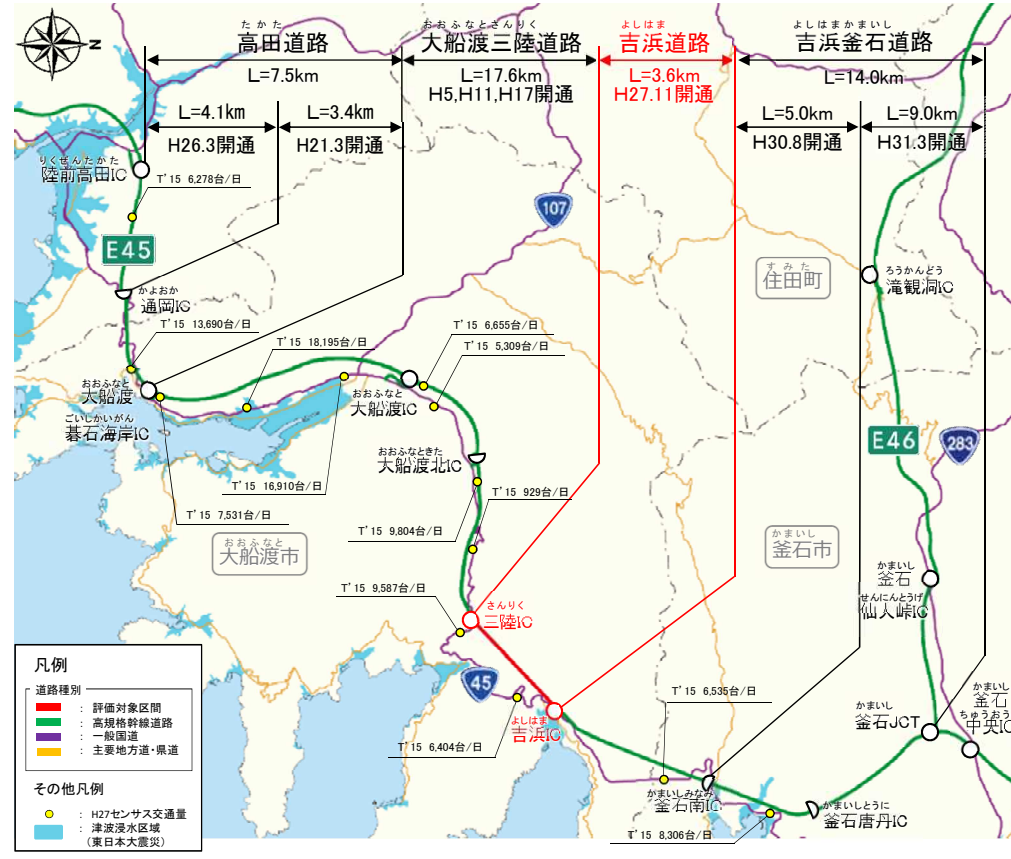 N
たかた
高田道路
L=7.5km
おおふなとさんりく
大船渡三陸道路
L=17.6km
H5,H11,H17開通
よしはま
吉浜道路
L=3.6km
H27.11開通
よしはまかまいし
吉浜釜石道路
L=14.0km
L=4.1km
H26.3開通
L=3.4km
H21.3開通
L=5.0km
H30.8開通
L=9.0km
H31.3開通
りくぜんたかた
陸前高田IC
T'15 6,278台/日
107
E45
すみた
住田町
ろうかんどう
滝観洞IC
かよおか
通岡IC
T'15 13,690台/日
T'15 18,195台/日
T'15 6,655台/日
T'15 5,309台/日
おおふなと
大船渡
ごいしかいがん
碁石海岸IC
おおふなと
大船渡IC
E46
283
おおふなときた
大船渡北IC
T'15 16,910台/日
T'15 929台/日
T'15 7,531台/日
T'15 9,804台/日
おおふなと
大船渡市
かまいし
釜石市
かまいし
釜石
せんにんとうげ
仙人峠IC
T'15 9,587台/日
さんりく
三陸IC
45
T'15 6,535台/日
よしはま
吉浜IC
かまいし
釜石JCT
かまいし
釜石
ちゅうおう
中央IC
T'15 6,404台/日
かまいしみなみ
釜石南IC
かまいしとうに
釜石唐丹IC
T'15 8,306台/日
凡例
道路種別
： 評価対象区間
： 高規格幹線道路
： 一般国道
： 主要地方道・県道
その他凡例
： H27センサス交通量
： 津波浸水区域
（東日本大震災）